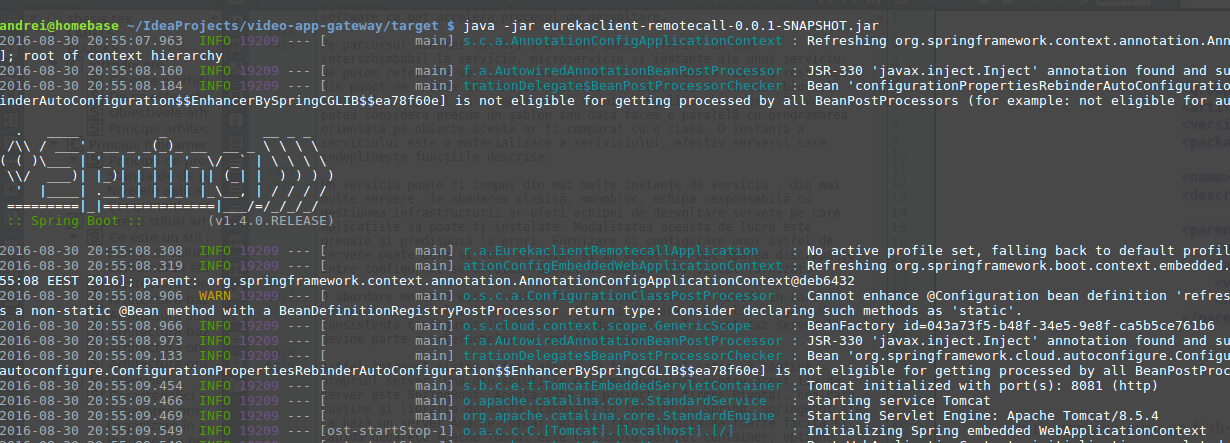 andrei@homebase ~/IdeaProjects/video-app-gateway/target $ java -jar eurekaclient-remotecall-0.0.1-SNAPSHOT.jar
2016-08-30 20:55:07.963  INFO 19209 --- [           main] s.c.a.AnnotationConfigApplicationContext : Refreshing org.springframework.context.annotation.Ann
]; root of context hierarchy
2016-08-30 20:55:08.160  INFO 19209 --- [           main] f.a.AutowiredAnnotationBeanPostProcessor : JSR-330 'javax.inject.Inject' annotation found and su
2016-08-30 20:55:08.184  INFO 19209 --- [           main] trationDelegate$BeanPostProcessorChecker : Bean 'configurationPropertiesRebinderAutoConfiguration
inderAutoConfiguration$$EnhancerBySpringCGLIB$$ea78f60e] is not eligible for getting processed by all BeanPostProcessors (for example: not eligible for au
:: Spring Boot ::        (v1.4.0.RELEASE)
2016-08-30 20:55:08.308  INFO 19209 --- [           main] r.a.EurekaclientRemotecallApplication    : No active profile set, falling back to default profil
2016-08-30 20:55:08.319  INFO 19209 --- [           main] ationConfigEmbeddedWebApplicationContext : Refreshing org.springframework.boot.context.embedded.
55:08 EEST 2016]; parent: org.springframework.context.annotation.AnnotationConfigApplicationContext@deb6432
2016-08-30 20:55:08.906  WARN 19209 --- [           main] o.s.c.a.ConfigurationClassPostProcessor  : Cannot enhance @Configuration bean definition 'refres
s a non-static @Bean method with a BeanDefinitionRegistryPostProcessor return type: Consider declaring such methods as 'static'.
2016-08-30 20:55:08.966  INFO 19209 --- [           main] o.s.cloud.context.scope.GenericScope     : BeanFactory id=043a73f5-b48f-34e5-9e8f-ca5b5ce761b6
2016-08-30 20:55:08.973  INFO 19209 --- [           main] f.a.AutowiredAnnotationBeanPostProcessor : JSR-330 'javax.inject.Inject' annotation found and su
2016-08-30 20:55:09.133  INFO 19209 --- [           main] trationDelegate$BeanPostProcessorChecker : Bean 'org.springframework.cloud.autoconfigure.Configu
autoconfigure.ConfigurationPropertiesRebinderAutoConfiguration$$EnhancerBySpringCGLIB$$ea78f60e] is not eligible for getting processed by all BeanPostProc
2016-08-30 20:55:09.454  INFO 19209 --- [           main] s.b.c.e.t.TomcatEmbeddedServletContainer : Tomcat initialized with port(s): 8081 (http)
2016-08-30 20:55:09.466  INFO 19209 --- [           main] o.apache.catalina.core.StandardService   : Starting service Tomcat
2016-08-30 20:55:09.469  INFO 19209 --- [           main] org.apache.catalina.core.StandardEngine  : Starting Servlet Engine: Apache Tomcat/8.5.4
2016-08-30 20:55:09.549  INFO 19209 --- [ost-startStop-1] o.a.c.c.C.[Tomcat].[localhost].[/]       : Initializing Spring embedded WebApplicationContext